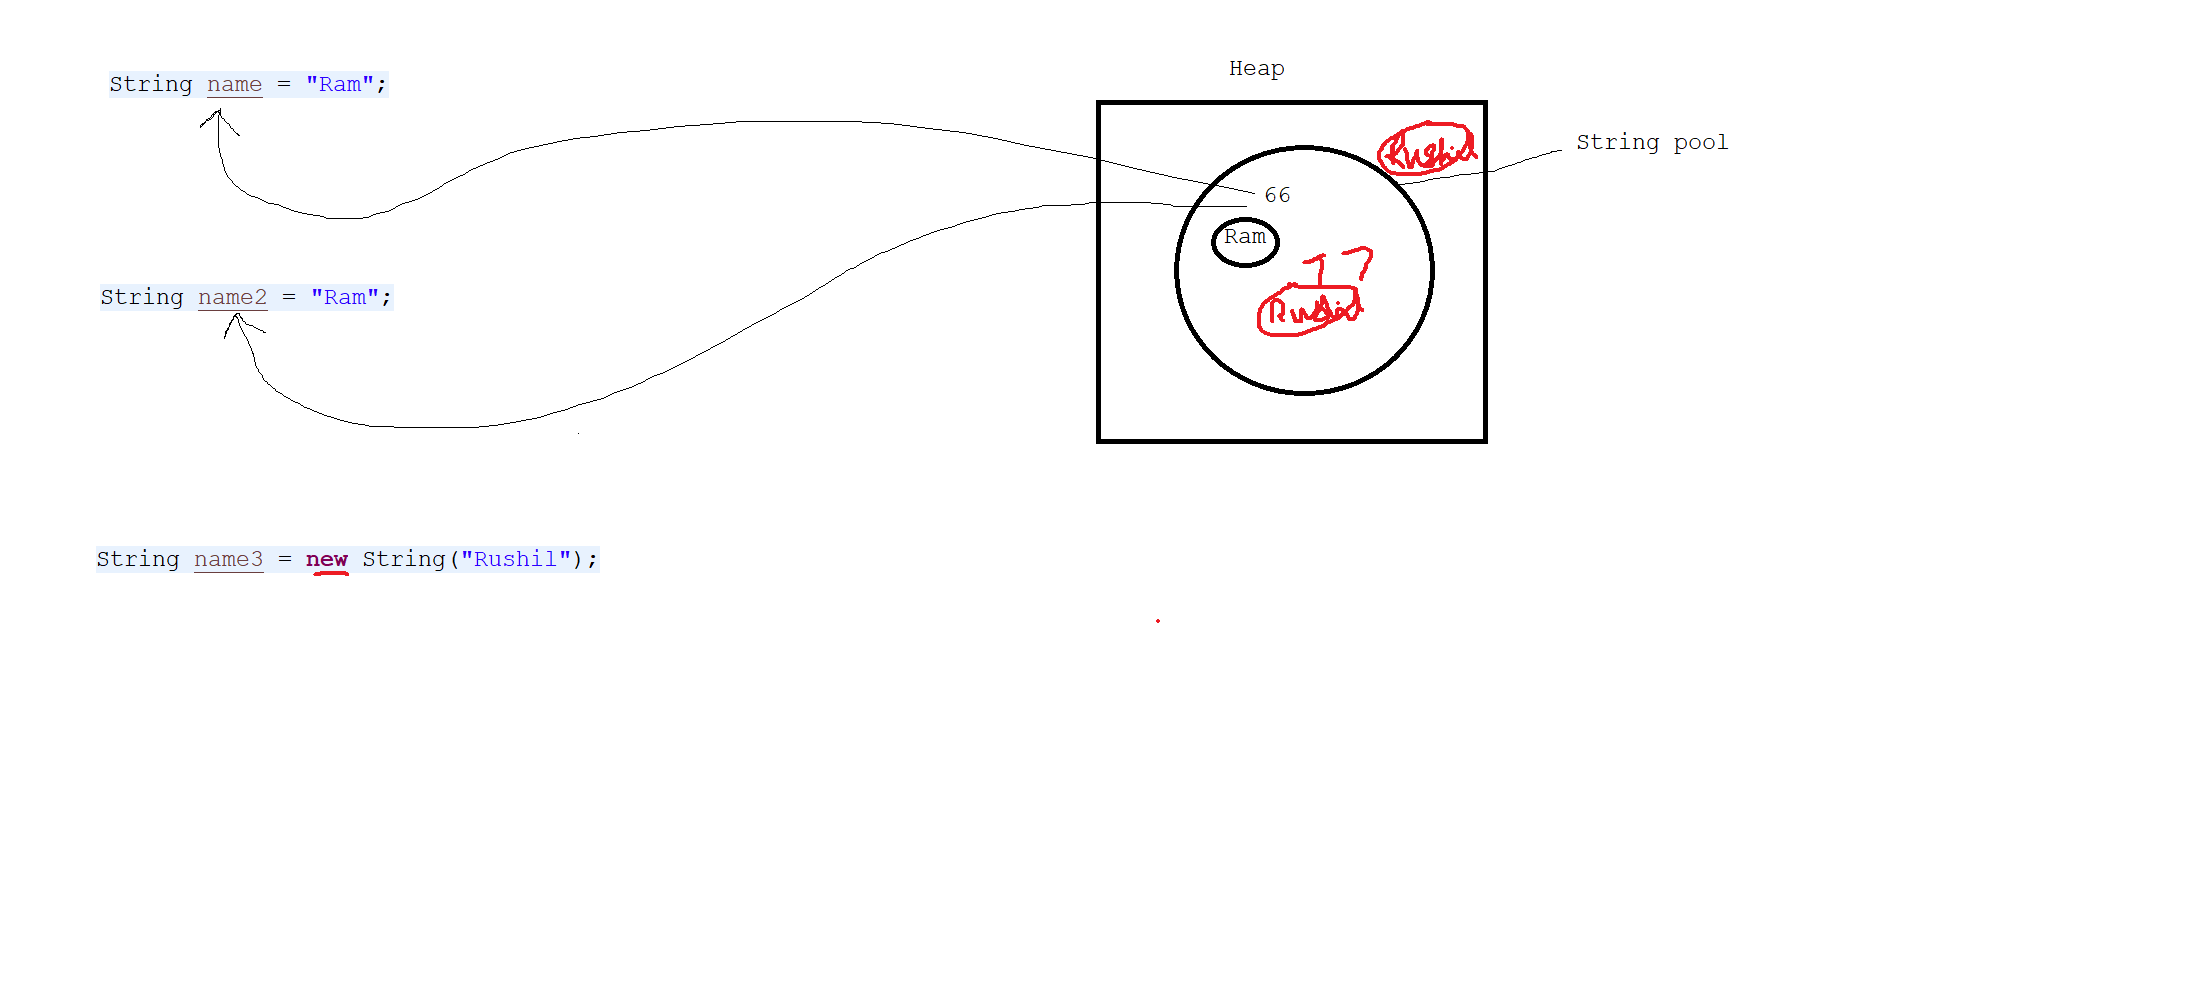 Heap
String name = "Ram";
String pool
Rushil
66
Ram
77
Rushil
String name2 = "Ram";
String name3 = new String("Rushil");